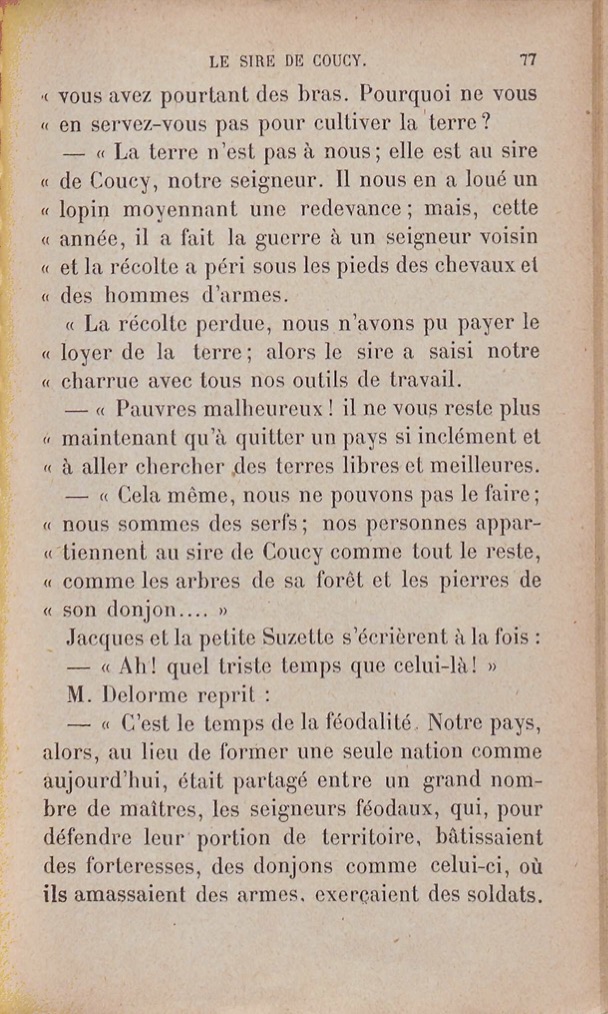 LE SIRE DE COUCY. 77
« vous avez pourtant des bras. Pourquoi ne vous
« en servez-vous pas pour cultiver la terre ?
— « La terre n'est pas à nous ; elle est au sire
« de Coucy, notre seigneur. Il nous en a loué un
« lopin moyennant une redevance ; mais, cette
« année, il a fait la guerre à un seigneur voisin
« et la récolte a péri sous les pieds des chevaux et
« des hommes d'armes.
« La récolte perdue, nous n'avons pu payer le
« loyer de la terre ; alors le sire a saisi notre
« charrue avec tous nos outils de travail.
— « Pauvres malheureux ! il ne vous reste plus
« maintenant qu'à quitter un pays si inclément et
« à aller chercher des terres libres et meilleures.
— « Cela même, nous ne pouvons pas le faire ;
« nous sommes des serfs ; nos personnes appar-
« tiennent au sire de Coucy comme tout le reste,
« comme les arbres de sa forêt et les pierres de
« son donjon.... »
Jacques et la petite Suzette s'écrièrent à la fois :
— « Ah ! quel triste temps que celui-là ! »
M. Delorme reprit :
— « C'est le temps de la féodalité. Notre pays,
alors, au lieu de former une seule nation comme
aujourd'hui, était partagé entre un grand nom-
bre de maîtres, les seigneurs féodaux, qui, pour
défendre leur portion de territoire, bâtissaient
des forteresses, des donjons comme celui-ci, où
ils amassaient des armes, exerçaient des soldats.